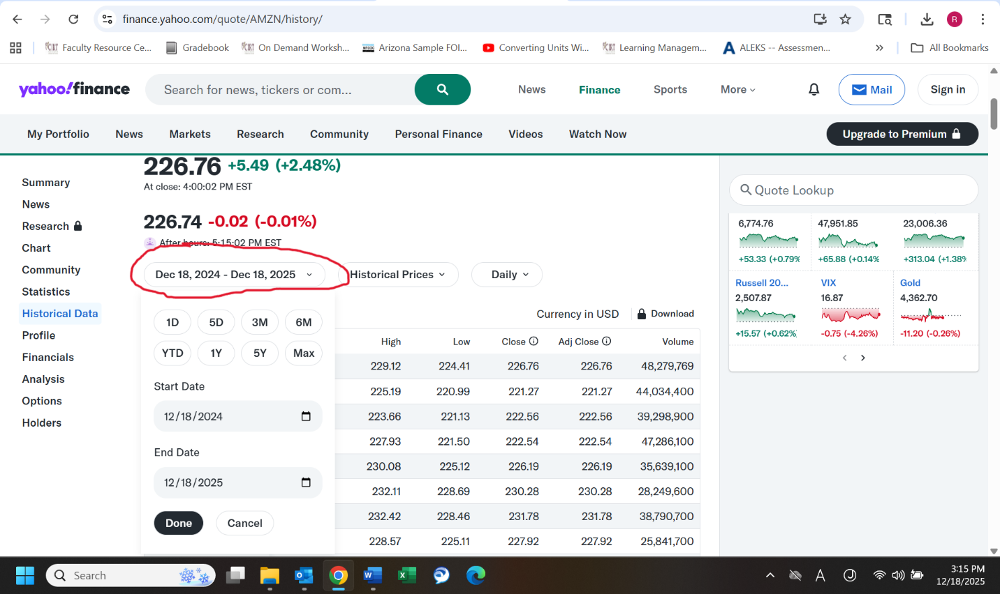 finance.yahoo.com/quote/AMZN/history/
R
Faculty Resource Ce... Gradebook On Demand Worksh... Arizona Sample FOI... Converting Units Wi... Learning Managem... ALEKS -- Assessmen... » All Bookmarks
yahoo!finance Search for news, tickers or com... News Finance Sports More Mail Sign in
My Portfolio News Markets Research Community Personal Finance Videos Watch Now Upgrade to Premium
226.76 +5.49 (+2.48%)
At close: 4:00:02 PM EST
226.74 -0.02 (-0.01%)
After hours: 5:15:02 PM EST
Dec 18, 2024 - Dec 18, 2025 Historical Prices Daily
Summary
News
Research
Chart
Community
Statistics
Historical Data
Profile
Financials
Analysis
Options
Holders
1D 5D 3M 6M
YTD 1Y 5Y Max
Start Date
12/18/2024
End Date
12/18/2025
Done Cancel
Currency in USD Download
High Low Close Adj Close Volume
229.12 224.41 226.76 226.76 48,279,769
225.19 220.99 221.27 221.27 44,034,400
223.66 221.13 222.56 222.56 39,298,900
227.93 221.50 222.54 222.54 47,286,100
230.08 225.12 226.19 226.19 35,639,100
232.11 228.69 230.28 230.28 28,249,600
232.42 228.46 231.78 231.78 38,790,700
228.57 225.11 227.92 227.92 25,841,700
Quote Lookup
6,774.76 47,951.85 23,006.36
+53.33 (+0.79% +65.88 (+0.14% +313.04 (+1.38%
Russell 20... VIX Gold
2,507.87 16.87 4,362.70
+15.57 (+0.62% -0.75 (-4.26%) -11.20 (-0.26%)
Search
3:15 PM
12/18/2025